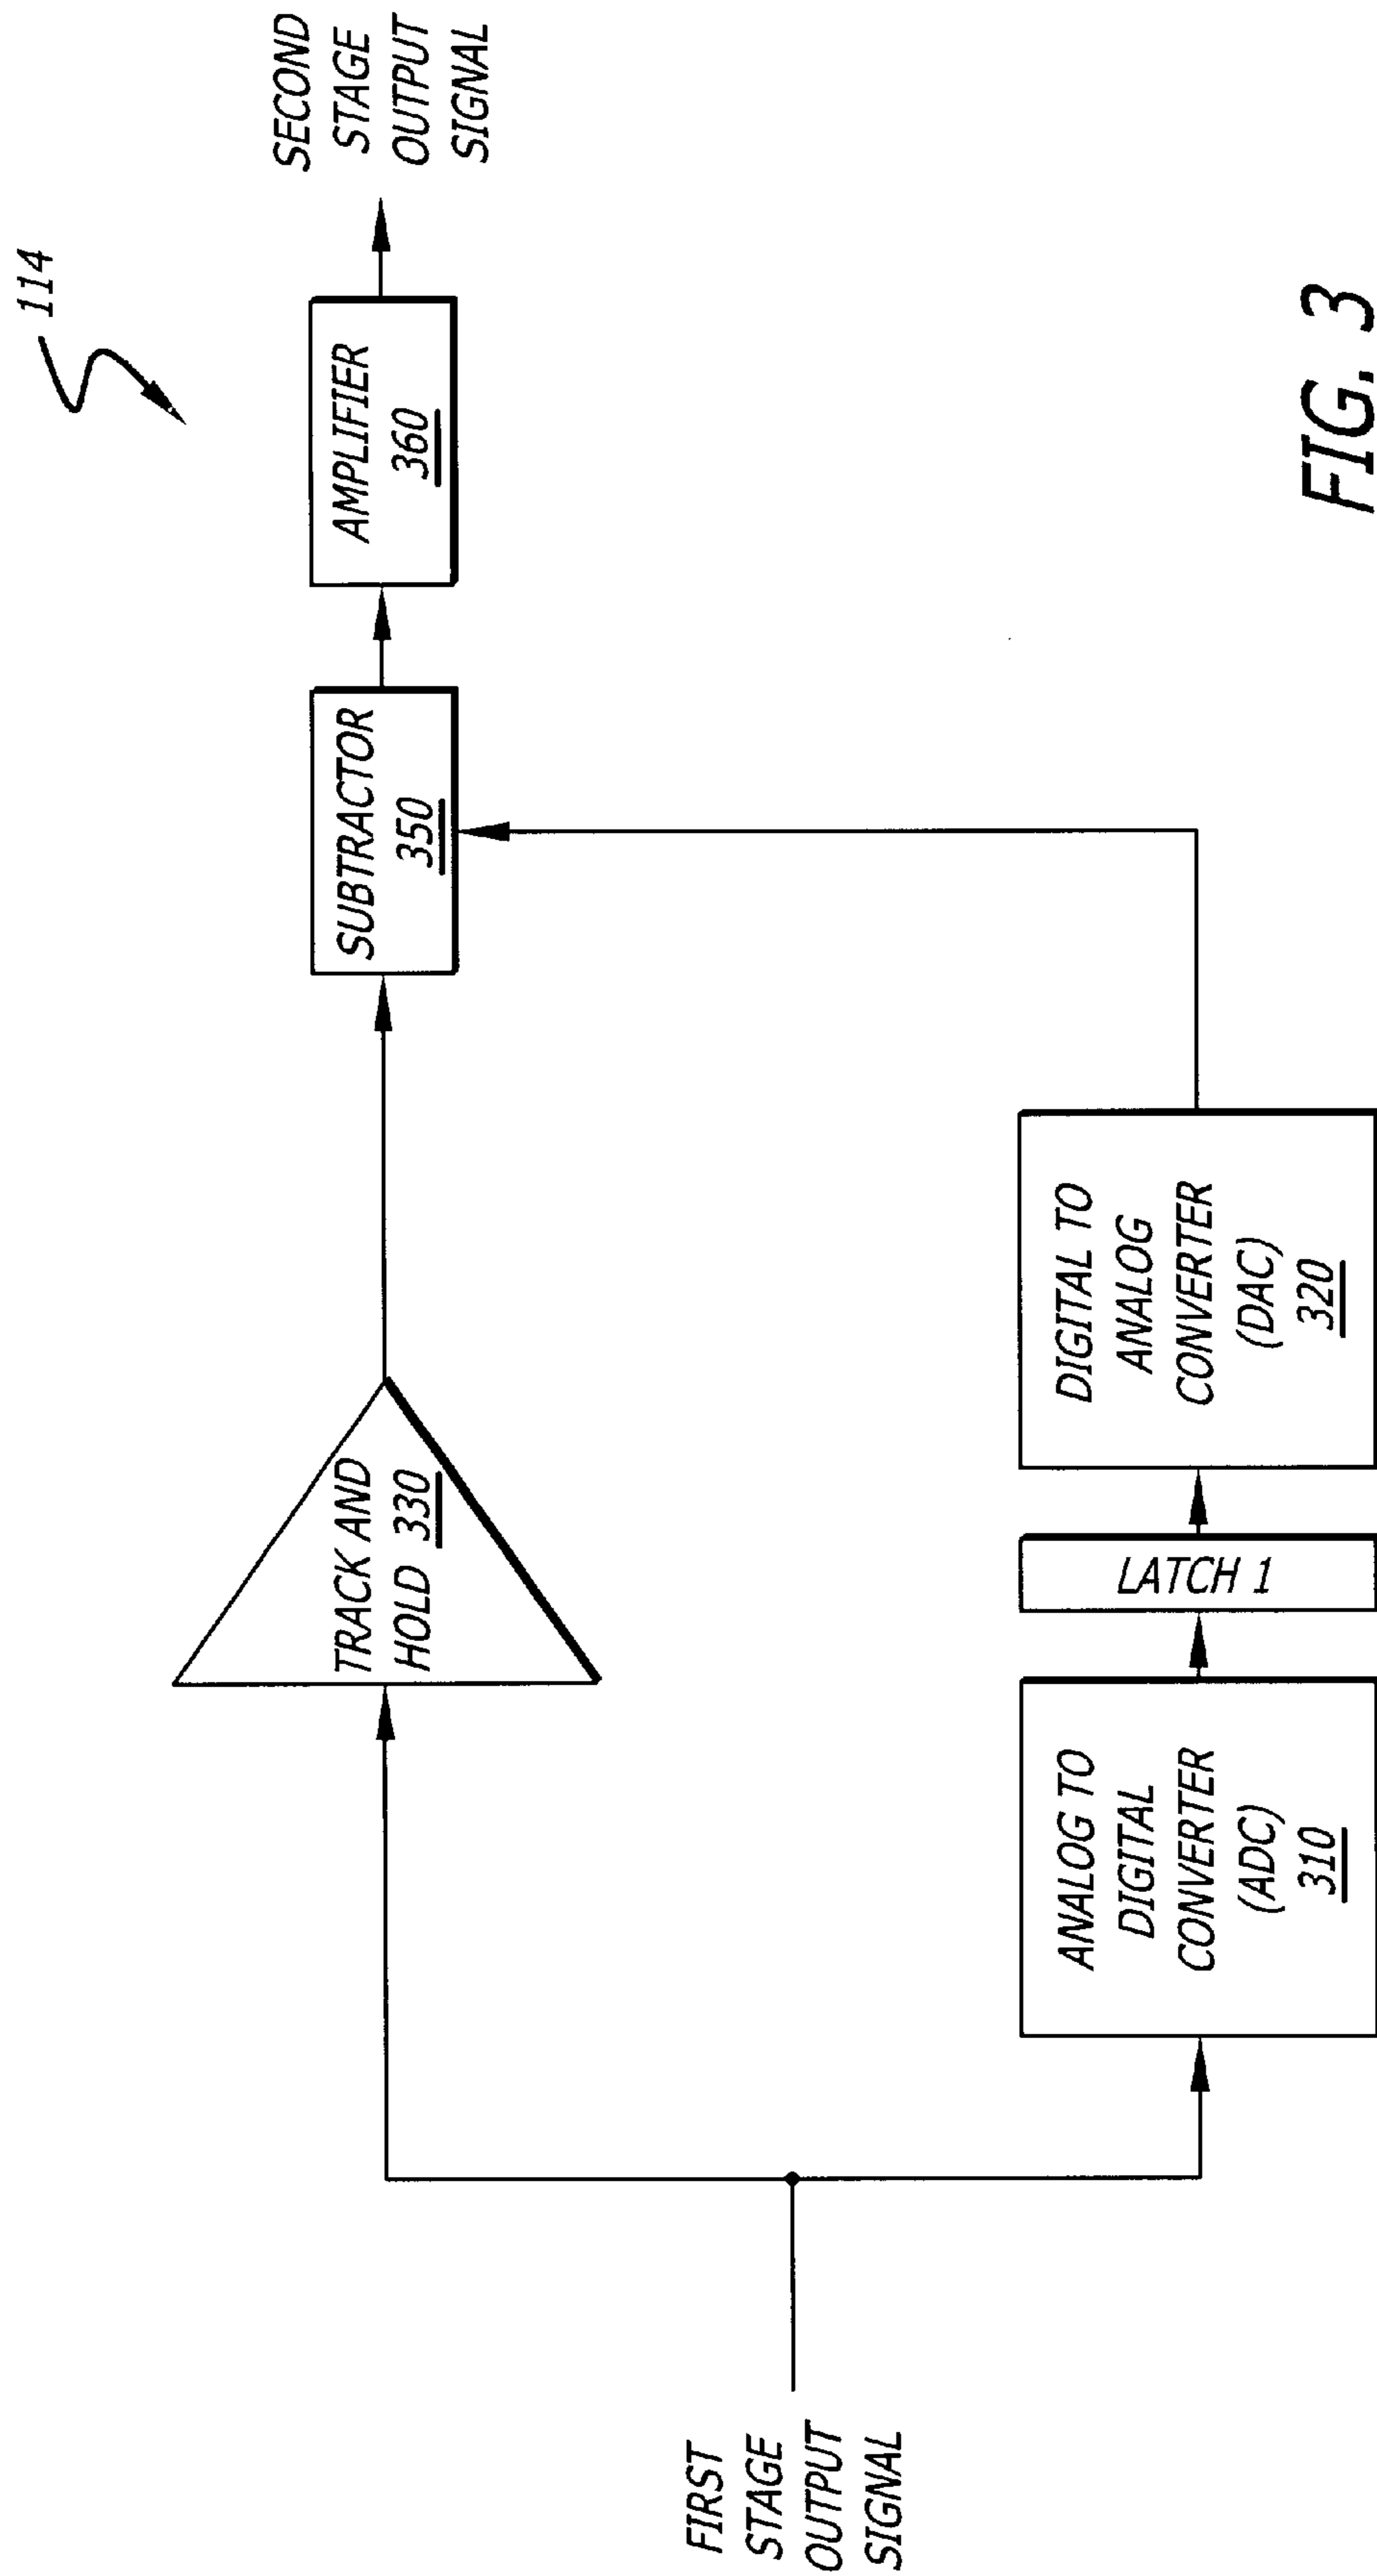 114
SECOND
STAGE
OUTPUT
SIGNAL
AMPLIFIER
360
SUBTRACTOR
350
TRACK AND
HOLD 330
DIGITAL TO
ANALOG
CONVERTER
(DAC)
320
LATCH 1
ANALOG TO
DIGITAL
CONVERTER
(ADC)
310
FIRST
STAGE
OUTPUT
SIGNAL
FIG. 3